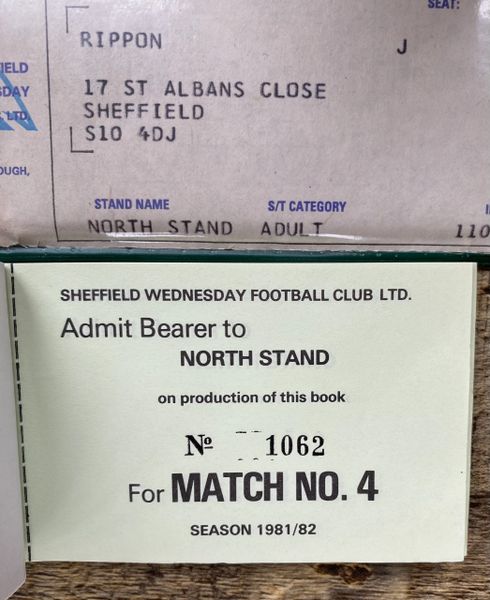 SEAT:
RIPPON J
17 ST ALBANS CLOSE
SHEFFIELD
S10 4DJ
STAND NAME S/T CATEGORY
NORTH STAND ADULT 110
SHEFFIELD WEDNESDAY FOOTBALL CLUB LTD.
Admit Bearer to
NORTH STAND
on production of this book
Nº 1062
For MATCH NO. 4
SEASON 1981/82